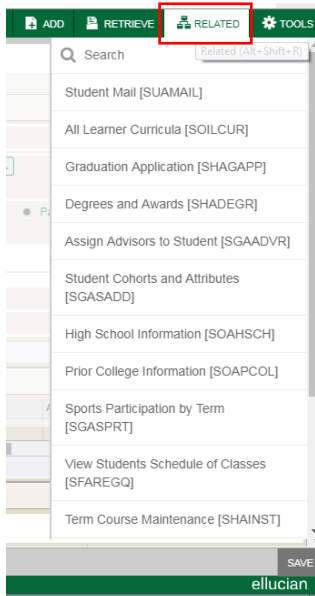 ADD RETRIEVE RELATED TOOLS
Search
Related (Alt+Shift+R)
Student Mail [SUAMAIL]
All Learner Curricula [SOILCUR]
Graduation Application [SHAGAPP]
Degrees and Awards [SHADEGR]
Assign Advisors to Student [SGAADVR]
Student Cohorts and Attributes
[SGASADD]
High School Information [SOAHSCH]
Prior College Information [SOAPCOL]
Sports Participation by Term
[SGASPRT]
View Students Schedule of Classes
[SFAREGQ]
Term Course Maintenance [SHAINST]
SAVE
ellucian